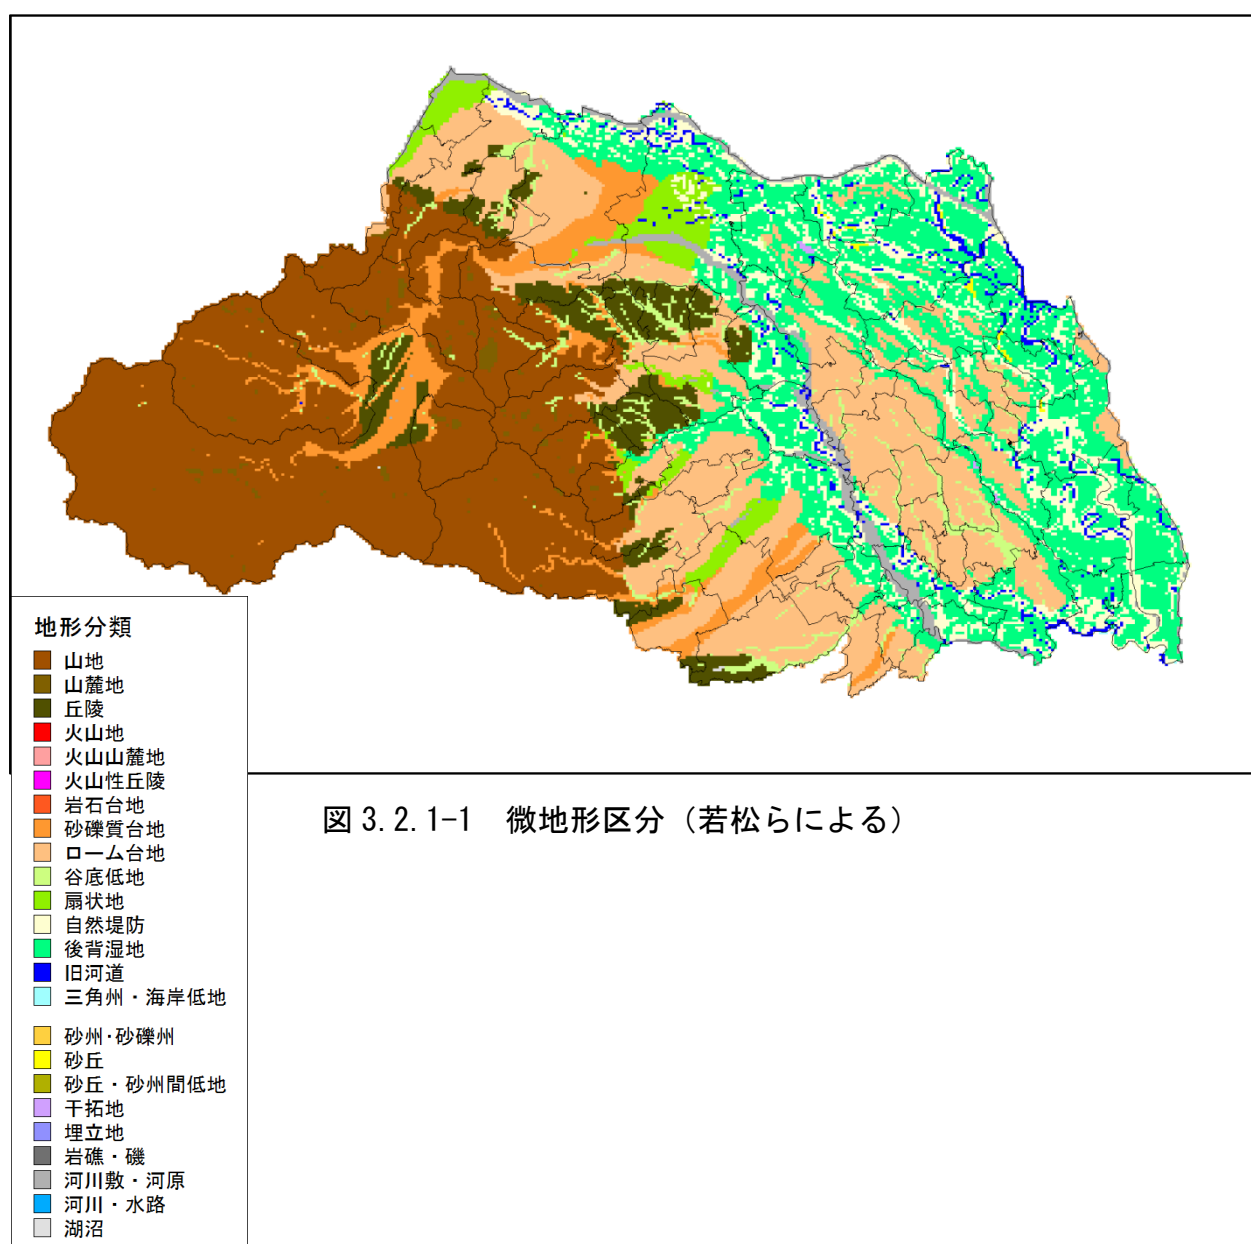 地形分類
山地
山麓地
丘陵
火山地
火山山麓地
火山性丘陵
岩石台地
砂礫質台地
ローム台地
谷底低地
扇状地
自然堤防
後背湿地
旧河道
三角州・海岸低地
砂州・砂礫州
砂丘
砂丘・砂州間低地
干拓地
埋立地
岩礁・磯
河川敷・河原
河川・水路
湖沼
図 3.2.1-1　微地形区分（若松らによる）